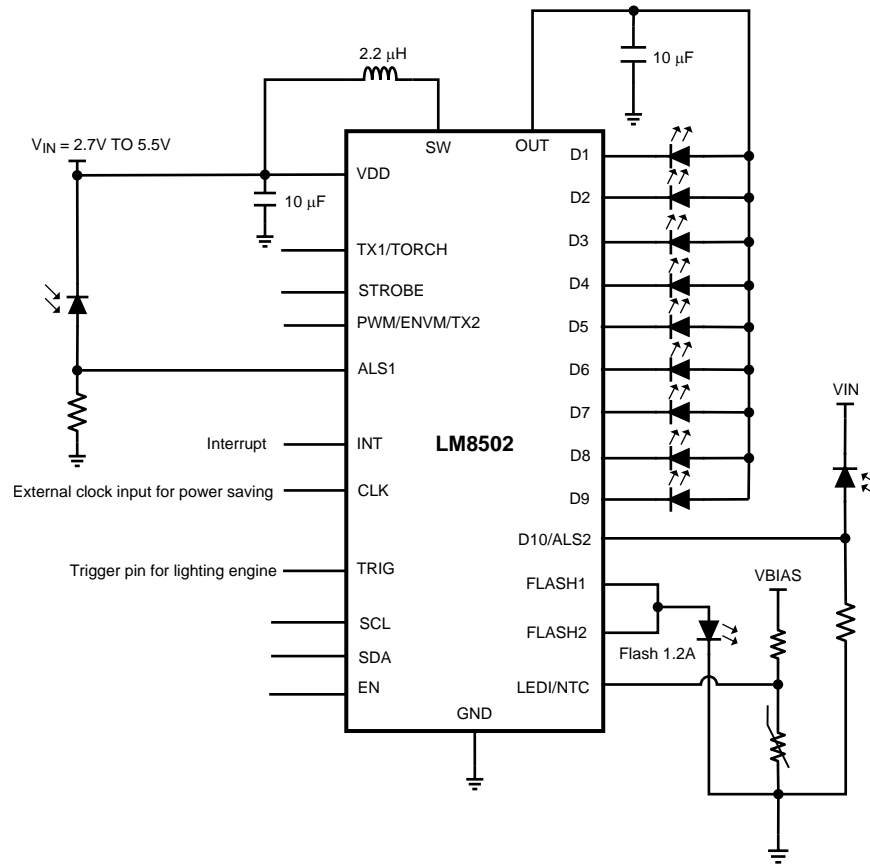 2.2 μH
10 μF
VIN = 2.7V TO 5.5V
SW
OUT
VDD
10 μF
TX1/TORCH
STROBE
PWM/ENVM/TX2
ALS1
INT
Interrupt
LM8502
CLK
External clock input for power saving
TRIG
Trigger pin for lighting engine
SCL
SDA
EN
GND
D1
D2
D3
D4
D5
D6
D7
D8
D9
D10/ALS2
FLASH1
FLASH2
LEDI/NTC
Flash 1.2A
VBIAS
VIN